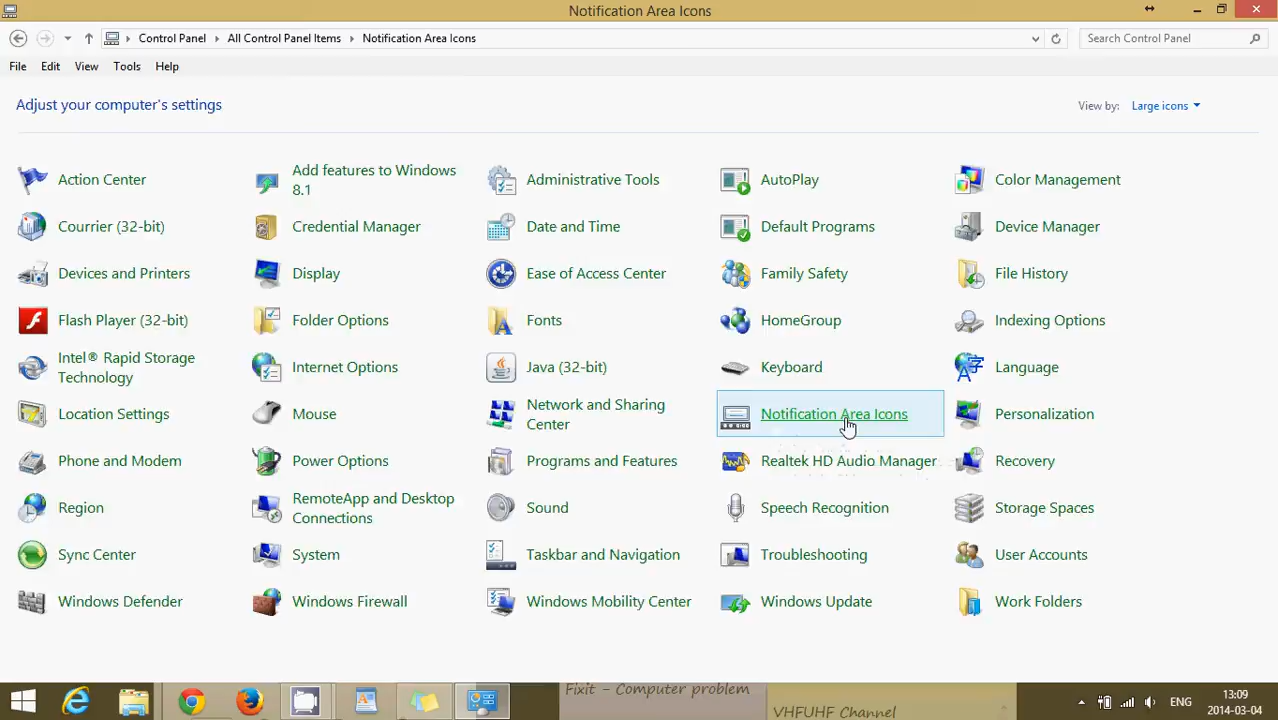 Notification Area Icons
Control Panel All Control Panel Items Notification Area Icons Search Control Panel
File Edit View Tools Help
Adjust your computer's settings
View by: Large icons
Action Center
Add features to Windows
8.1
Administrative Tools
AutoPlay
Color Management
Courrier (32-bit)
Credential Manager
Date and Time
Default Programs
Device Manager
Devices and Printers
Display
Ease of Access Center
Family Safety
File History
Flash Player (32-bit)
Folder Options
Fonts
HomeGroup
Indexing Options
Intel® Rapid Storage
Technology
Internet Options
Java (32-bit)
Keyboard
Language
Location Settings
Mouse
Network and Sharing
Center
Notification Area Icons
Personalization
Phone and Modem
Power Options
Programs and Features
Realtek HD Audio Manager
Recovery
Region
RemoteApp and Desktop
Connections
Sound
Speech Recognition
Storage Spaces
Sync Center
System
Taskbar and Navigation
Troubleshooting
User Accounts
Windows Defender
Windows Firewall
Windows Mobility Center
Windows Update
Work Folders
Fixit - Computer problem
VHFUHF Channel
ENG
13:09
2014-03-04